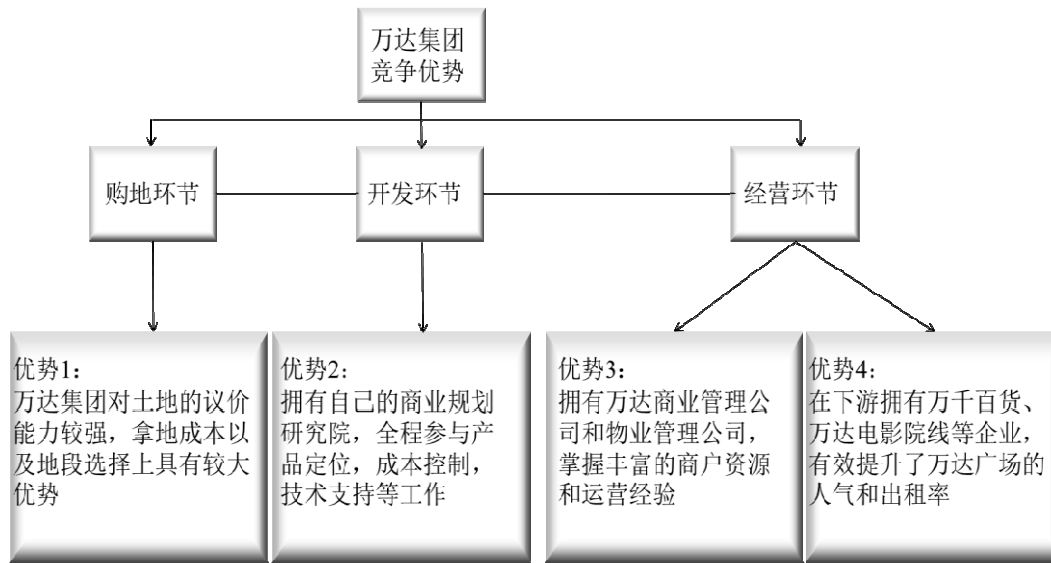 万达集团
竞争优势
购地环节
开发环节
经营环节
优势1:
万达集团对土地的议价
能力较强，拿地成本以
及地段选择上具有较大
优势
优势2:
拥有自己的商业规划
研究院，全程参与产
品定位，成本控制，
技术支持等工作
优势3:
拥有万达商业管理公
司和物业管理公司，
掌握丰富的商户资源
和运营经验
优势4:
在下游拥有万千百货、
万达电影院线等企业，
有效提升了万达广场的
人气和出租率